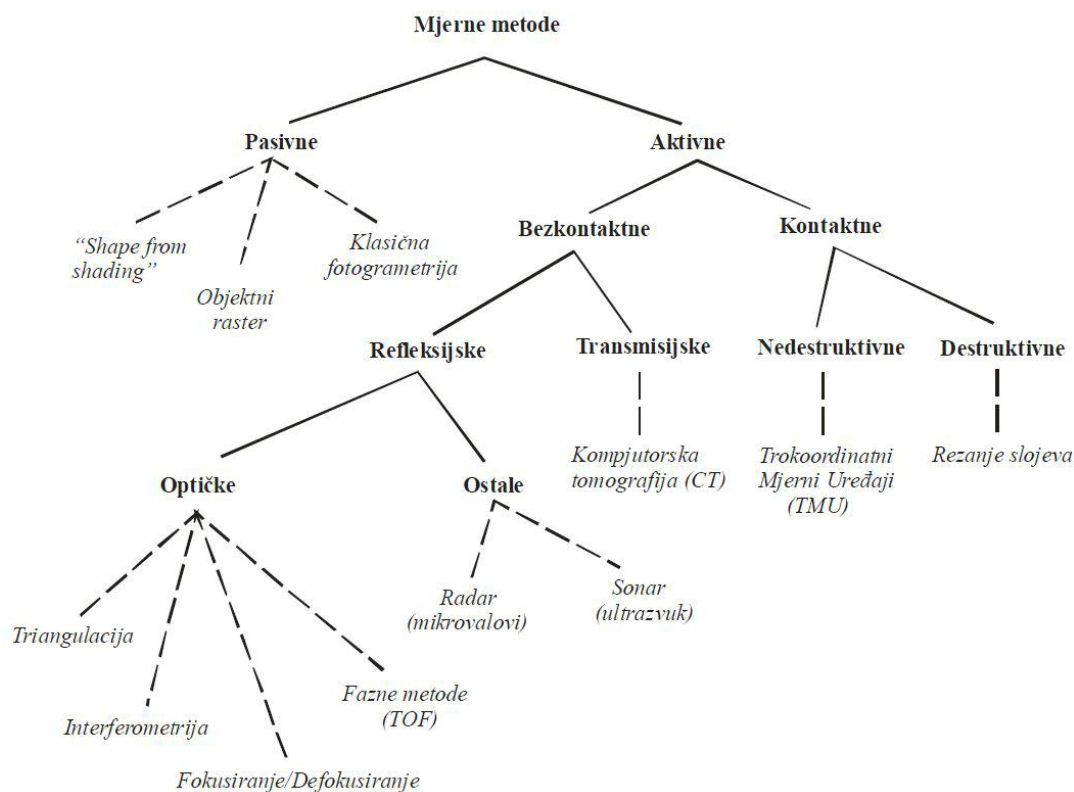 Mjerne metode
Pasivne
Aktivne
“Shape from
shading”
Objektni
raster
Klasična
fotogrametrija
Bezkontaktne
Kontaktne
Refleksijske
Transmisijske
Nedestruktivne
Destruktivne
Kompjutorska
tomografija (CT)
Trokoordinatni
Mjerni Uređaji
(TMU)
Rezanje slojeva
Optičke
Ostale
Radar
(mikrovalovi)
Sonar
(ultrazvuk)
Triangulacija
Interferometrija
Fokusiranje/Defokusiranje
Fazne metode
(TOF)